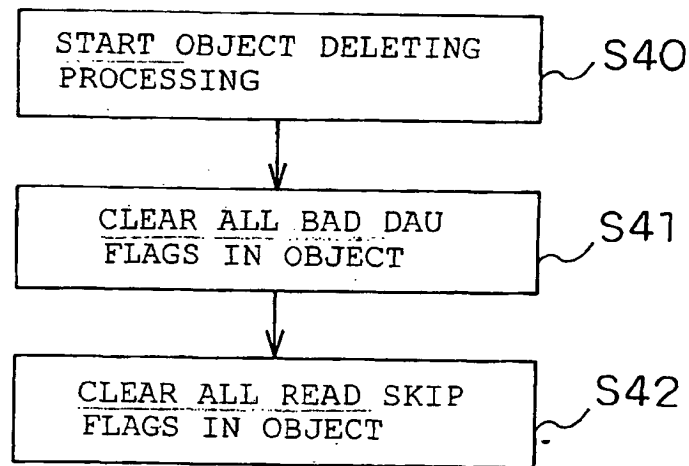 START OBJECT DELETING
PROCESSING
S40
CLEAR ALL BAD DAU
FLAGS IN OBJECT
S41
CLEAR ALL READ SKIP
FLAGS IN OBJECT
S42